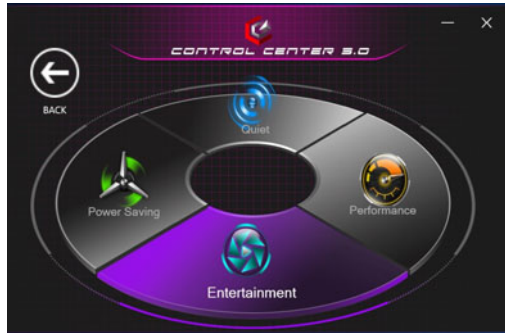 CONTROL CENTER 3.0
BACK
Quiet
Power Saving
Performance
Entertainment